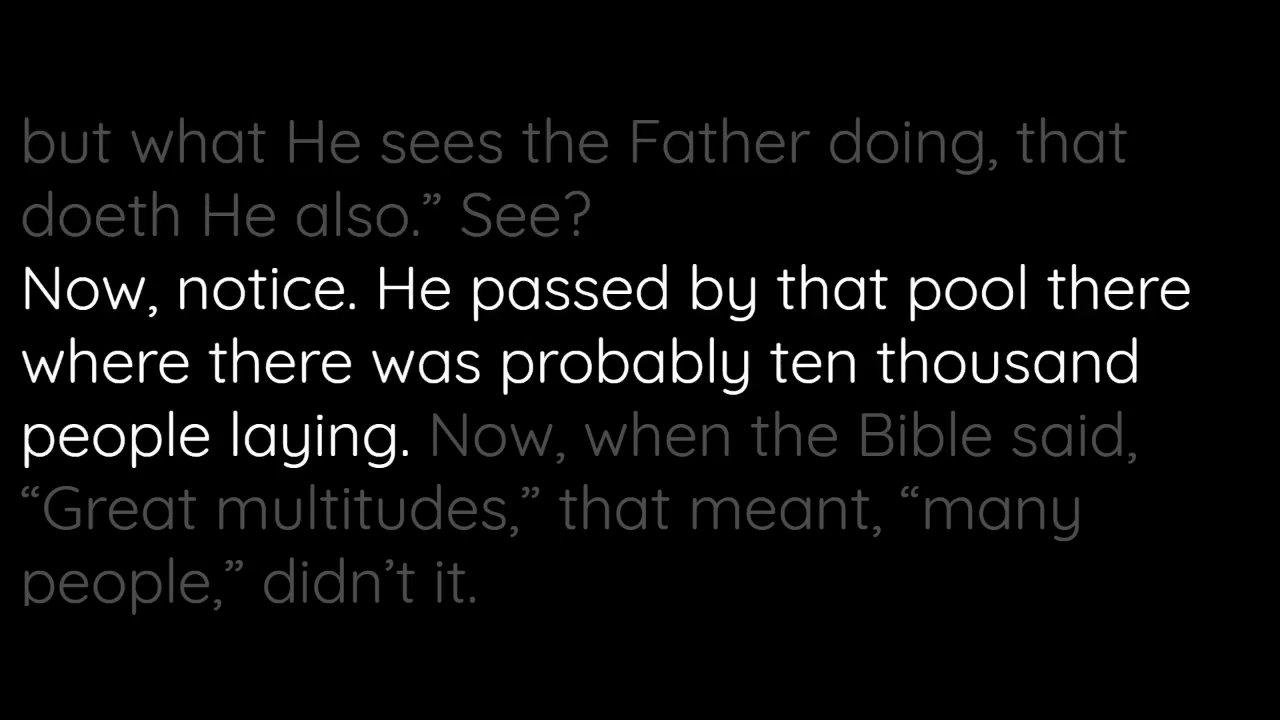 but what He sees the Father doing, that
doeth He also.” See?
Now, notice. He passed by that pool there
where there was probably ten thousand
people laying. Now, when the Bible said,
“Great multitudes,” that meant, “many
people,” didn’t it.